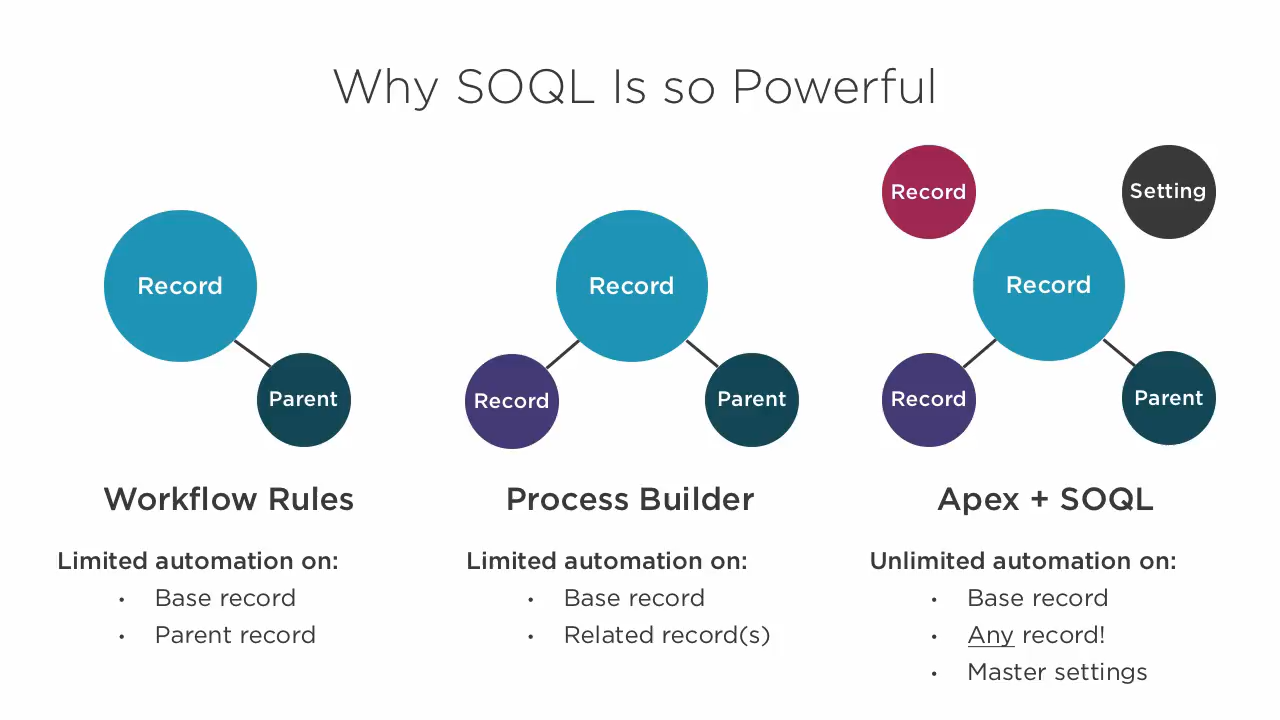 Why SOQL Is so Powerful
Record
Parent
Workflow Rules
Limited automation on:
• Base record
• Parent record
Record
Record
Parent
Process Builder
Limited automation on:
• Base record
• Related record(s)
Record
Setting
Record
Record
Parent
Apex + SOQL
Unlimited automation on:
• Base record
• Any record!
• Master settings